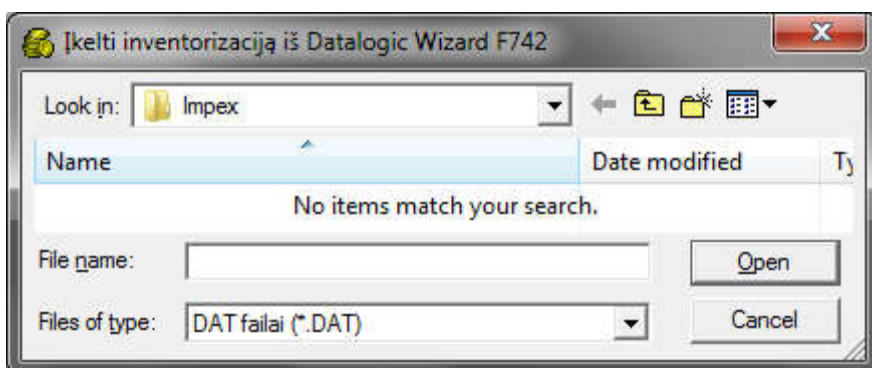 Įkelti inventorizaciją iš Datalogic Wizard F742
Look in: Impex
Name Date modified Ty
No items match your search.
File name: Open
Files of type: DAT failai (*.DAT) Cancel